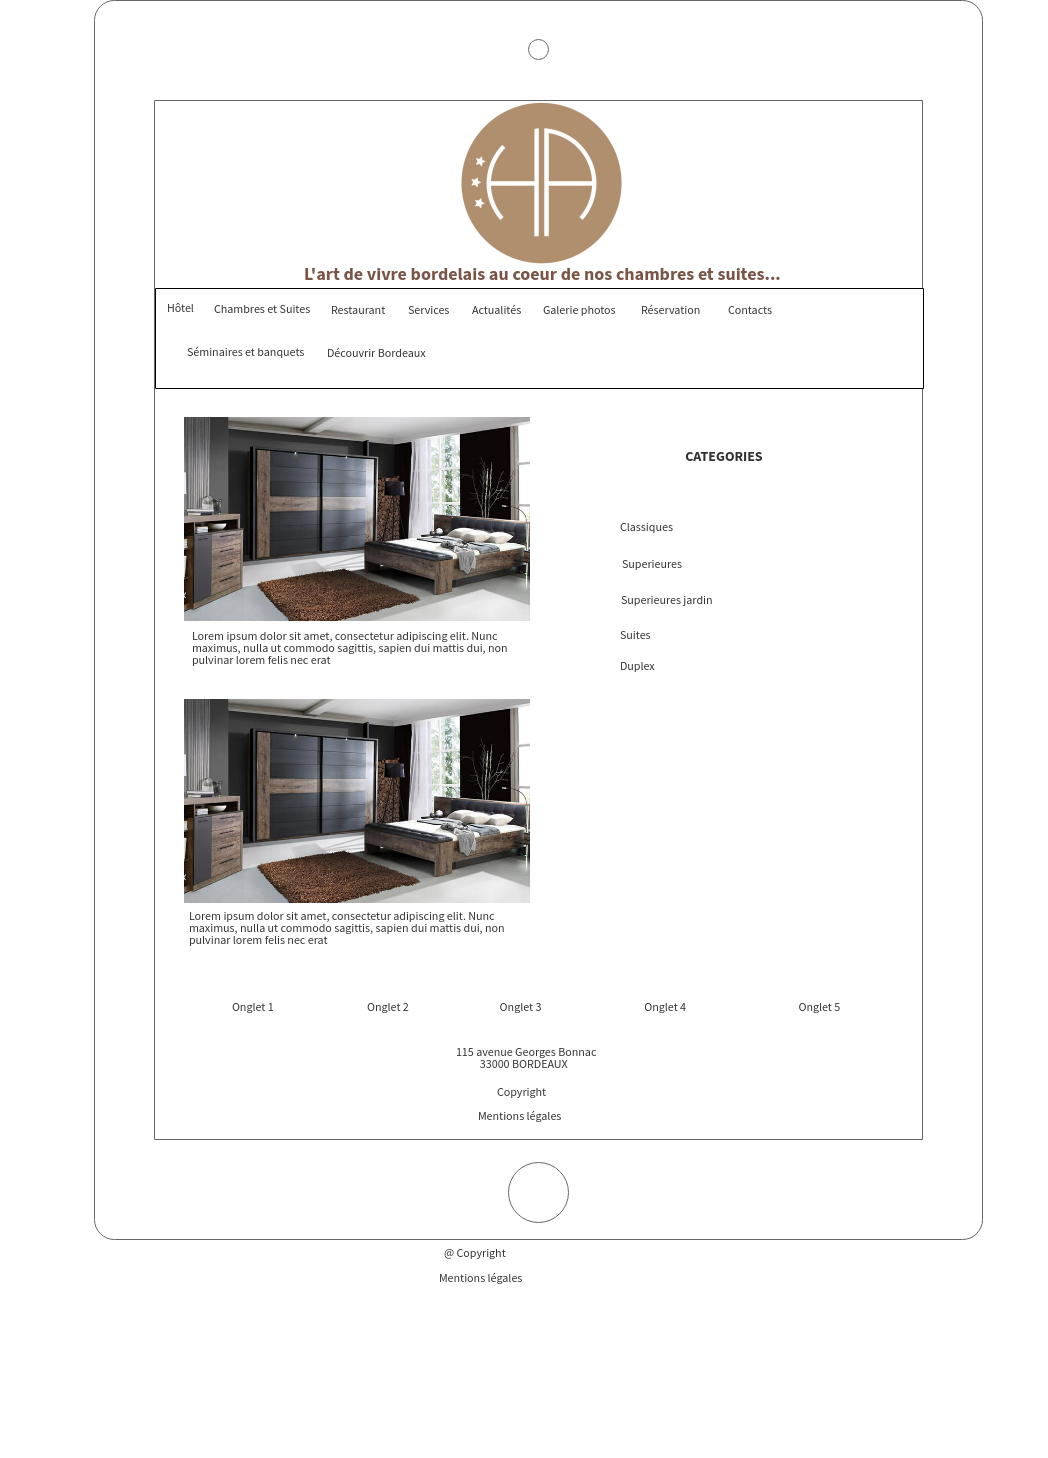 L'art de vivre bordelais au coeur de nos chambres et suites...
Hôtel Chambres et Suites Restaurant Services Actualités Galerie photos Réservation Contacts
Séminaires et banquets Découvrir Bordeaux
CATEGORIES
Classiques
Superieures
Superieures jardin
Suites
Duplex
Lorem ipsum dolor sit amet, consectetur adipiscing elit. Nunc
maximus, nulla ut commodo sagittis, sapien dui mattis dui, non
pulvinar lorem felis nec erat
Lorem ipsum dolor sit amet, consectetur adipiscing elit. Nunc
maximus, nulla ut commodo sagittis, sapien dui mattis dui, non
pulvinar lorem felis nec erat
Onglet 1 Onglet 2 Onglet 3 Onglet 4 Onglet 5
115 avenue Georges Bonnac
33000 BORDEAUX
Copyright
Mentions légales
@ Copyright
Mentions légales